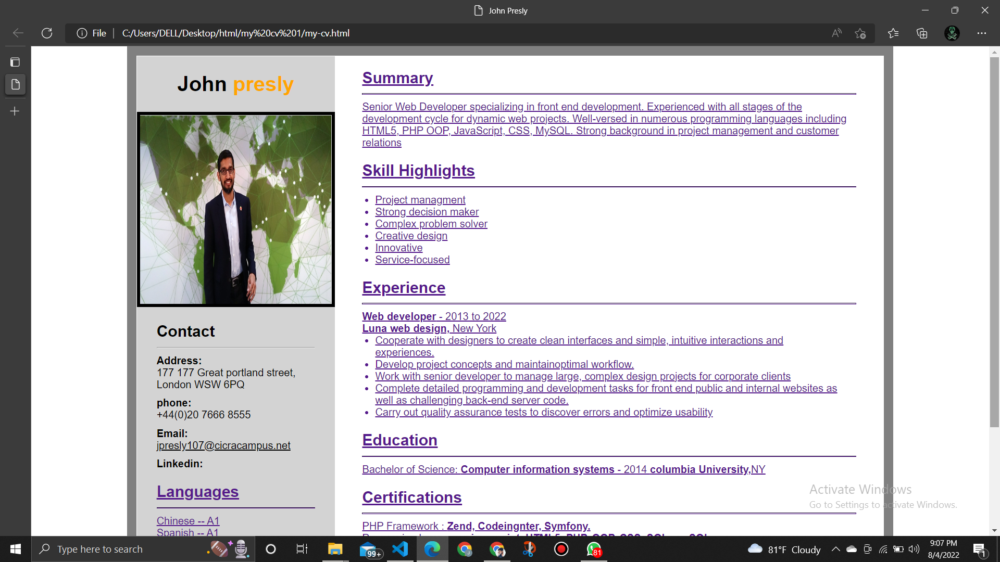 John Presly
File
C:/Users/DELL/Desktop/html/my%20cv%201/my-cv.html
John presly
Contact
Address:
177 177 Great portland street,
London WSW 6PQ
phone:
+44(0)20 7666 8555
Email:
jpresly107@cicracampus.net
Linkedin:
Languages
Chinese -- A1
Spanish -- A1
Summary
Senior Web Developer specializing in front end development. Experienced with all stages of the
development cycle for dynamic web projects. Well-versed in numerous programming languages including
HTML5, PHP OOP, JavaScript, CSS, MySQL. Strong background in project management and customer
relations
Skill Highlights
Project managment
Strong decision maker
Complex problem solver
Creative design
Innovative
Service-focused
Experience
Web developer - 2013 to 2022
Luna web design, New York
Cooperate with designers to create clean interfaces and simple, intuitive interactions and
experiences.
Develop project concepts and maintainoptimal workflow.
Work with senior developer to manage large, complex design projects for corporate clients
Complete detailed programming and development tasks for front end public and internal websites as
well as challenging back-end server code.
Carry out quality assurance tests to discover errors and optimize usability
Education
Bachelor of Science: Computer information systems - 2014 columbia University,NY
Certifications
PHP Framework : Zend, Codeingnter, Symfony.
Activate Windows
Go to Settings to activate Windows.
Type here to search
99+
81
81°F Cloudy
9:07 PM
8/4/2022
1